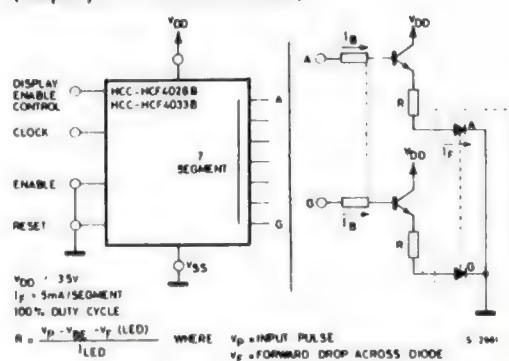 VDD
DISPLAY
ENABLE
CONTROL
CLOCK
ENABLE
RESET
HCC-HCF4026B
HCC-HCF4033B
7
SEGMENT
A
G
VSS
A
IB
VDD
R
A
IF
VDD
G
IB
R
G
VDD 3.5V
IF = 5mA/SEGMENT
100% DUTY CYCLE
R = VP - VBE - VF (LED) / ILED
WHERE VP = INPUT PULSE
VF = FORWARD DROP ACROSS DIODE